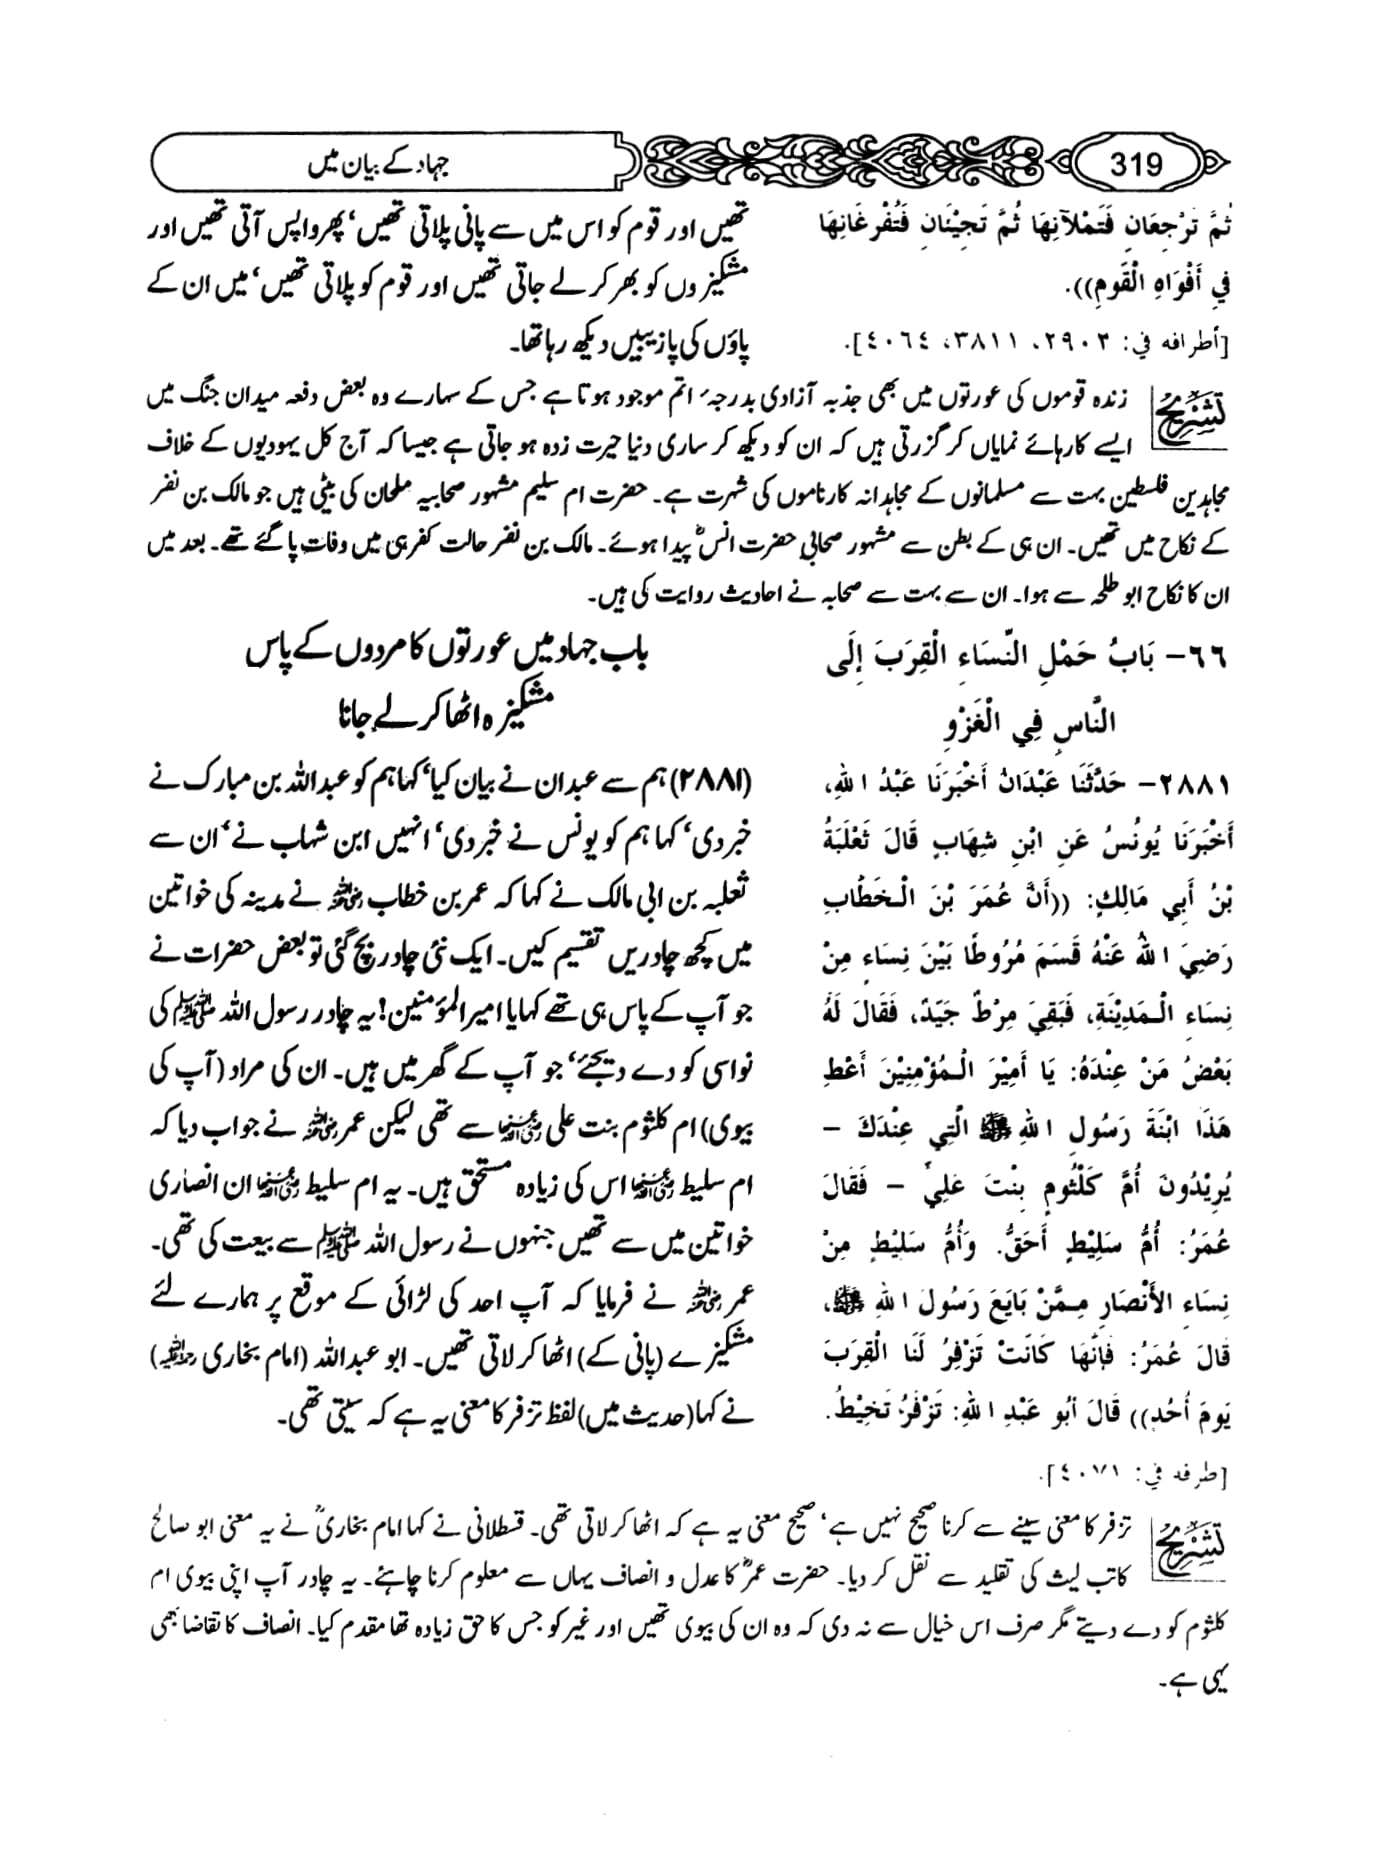 319
جہاد کے بیان میں
ثُمَّ تَرْجِعَانِ فَتَمْلآنِهَا ثُمَّ تَجِيْئَانِ فَتُفْرِغَانِهَا
فِي أَفْوَاهِ الْقَومِ)).
[أطرافه في: ٢٩٠٢، ٣٨١١، ٤٠٦٤].
تھیں اور قوم کو اس میں سے پانی پلاتی تھیں‘ پھر واپس آتی تھیں اور
مشکیزوں کو بھر کر لے جاتی تھیں اور قوم کو پلاتی تھیں‘ میں ان کے
پاؤں کی پازیبیں دیکھ رہا تھا۔
تشریح
زندہ قوموں کی عورتوں میں بھی جذبہ آزادی بدرجہ اتم موجود ہوتا ہے جس کے سہارے وہ بعض دفعہ میدان جنگ میں
ایسے کارہائے نمایاں کر گزرتی ہیں کہ ان کو دیکھ کر ساری دنیا حیرت زدہ ہو جاتی ہے جیسا کہ آج کل یہودیوں کے خلاف
مجاہدین فلسطین بہت سے مسلمانوں کے مجاہدانہ کارناموں کی شہرت ہے۔ حضرت ام سلیم مشہور صحابیہ ملحان کی بیٹی ہیں جو مالک بن نفر
کے نکاح میں تھیں۔ ان ہی کے بطن سے مشہور صحابی حضرت انسؓ پیدا ہوئے۔ مالک بن نفر حالت کفر ہی میں وفات پا گئے تھے۔ بعد میں
ان کا نکاح ابو طلحہ سے ہوا۔ ان سے بہت سے صحابہ نے احادیث روایت کی ہیں۔
٦٦- بَابُ حَمْلِ النِّسَاءِ الْقِرَبَ إِلَى
النَّاسِ فِي الْغَزْوِ
باب جہاد میں عورتوں کا مردوں کے پاس
مشکیزہ اٹھا کر لے جانا
٢٨٨١- حَدَّثَنَا عَبْدَانُ أَخْبَرَنَا عَبْدُ اللهِ،
أَخْبَرَنَا يُونُسُ عَنِ ابْنِ شِهَابٍ قَالَ ثَعْلَبَةُ
بْنُ أَبِي مَالِكٍ: ((أَنَّ عُمَرَ بْنَ الْخَطَّابِ
رَضِيَ اللهُ عَنْهُ قَسَمَ مُرُوطًا بَيْنَ نِسَاءٍ مِنْ
نِسَاءِ الْمَدِيْنَةِ، فَبَقِيَ مِرْطٌ جَيِّدٌ، فَقَالَ لَهُ
بَعْضُ مَنْ عِنْدَهُ: يَا أَمِيْرَ الْمُؤْمِنِيْنَ أَعْطِ
هَذَا ابْنَةَ رَسُولِ اللهِ ﷺ الَّتِي عِنْدَكَ –
يُرِيْدُونَ أُمَّ كَلْثُومٍ بِنْتَ عَلِيٍّ – فَقَالَ
عُمَرُ: أُمُّ سَلِيْطٍ أَحَقُّ. وَأُمُّ سَلِيْطٍ مِنْ
نِسَاءِ الأَنْصَارِ مِمَّنْ بَايَعَ رَسُولَ اللهِ ﷺ،
قَالَ عُمَرُ: فَإِنَّهَا كَانَتْ تَزْفِرُ لَنَا الْقِرَبَ
يَومَ أُحُدٍ)) قَالَ أَبُو عَبْدِ اللهِ: تَزْفِرُ تَخِيْطُ.
[طرفه في: ٤٠٧١].
(۲۸۸۱) ہم سے عبدان نے بیان کیا‘ کہا ہم کو عبداللہ بن مبارک نے
خبر دی‘ کہا ہم کو یونس نے خبر دی‘ انہیں ابن شہاب نے‘ ان سے
ثعلبہ بن ابی مالک نے کہا کہ عمر بن خطاب رضی اللہ عنہ نے مدینہ کی خواتین
میں کچھ چادریں تقسیم کیں۔ ایک نئی چادر بچ گئی تو بعض حضرات نے
جو آپ کے پاس ہی تھے کہا یا امیرالمؤمنین! یہ چادر رسول اللہ ﷺ کی
نواسی کو دے دیجئے‘ جو آپ کے گھر میں ہیں۔ ان کی مراد (آپ کی
بیوی) ام کلثوم بنت علی رضی اللہ عنہا سے تھی لیکن عمر رضی اللہ عنہ نے جواب دیا کہ
ام سلیط رضی اللہ عنہا اس کی زیادہ مستحق ہیں۔ یہ ام سلیط رضی اللہ عنہا ان انصاری
خواتین میں سے تھیں جنہوں نے رسول اللہ ﷺ سے بیعت کی تھی۔
عمر رضی اللہ عنہ نے فرمایا کہ آپ احد کی لڑائی کے موقع پر ہمارے لئے
مشکیزے (پانی کے) اٹھا کر لاتی تھیں۔ ابو عبداللہ (امام بخاری رحمہ اللہ)
نے کہا (حدیث میں) لفظ تزفر کا معنی یہ ہے کہ سیتی تھی۔
تشریح
تزفر کا معنی سینے سے کرنا صحیح نہیں ہے‘ صحیح معنی یہ ہے کہ اٹھا کر لاتی تھی۔ قسطلانی نے کہا امام بخاریؒ نے یہ معنی ابو صالح
کاتب لیث کی تقلید سے نقل کر دیا۔ حضرت عمرؓ کا عدل و انصاف یہاں سے معلوم کرنا چاہئے۔ یہ چادر آپ اپنی بیوی ام
کلثوم کو دے دیتے مگر صرف اس خیال سے نہ دی کہ وہ ان کی بیوی تھیں اور غیر کو جس کا حق زیادہ تھا مقدم کیا۔ انصاف کا تقاضا بھی
یہی ہے۔